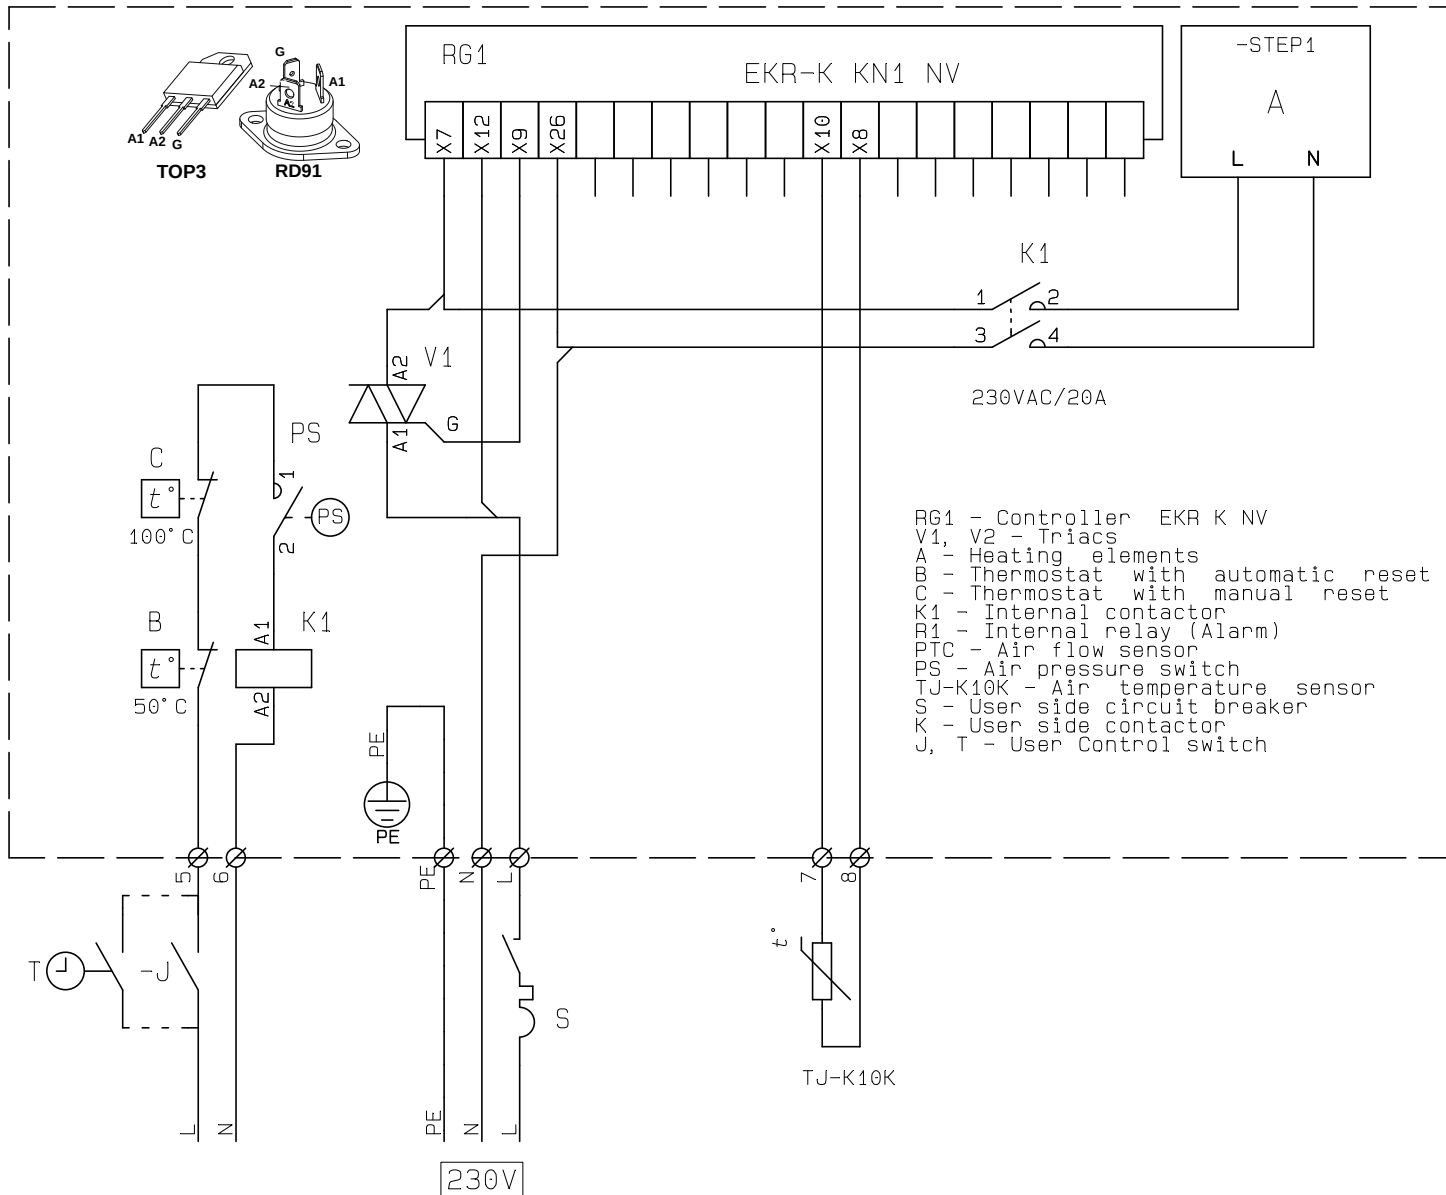 RG1
EKR-K KN1 NV
-STEP1
A
L N
X7 X12 X9 X26 X10 X8
G
A2
A1
A2
A1 A2 G
TOP3
RD91
K1
1 2
3 4
230VAC/20A
A2
V1
A1
G
PS
C
1
t°
PS
100°C
2
B
A1
K1
t°
50°C
A2
PE
PE
RG1 - Controller EKR K NV
V1, V2 - Triacs
A - Heating elements
B - Thermostat with automatic reset
C - Thermostat with manual reset
K1 - Internal contactor
R1 - Internal relay (Alarm)
PTC - Air flow sensor
PS - Air pressure switch
TJ-K10K - Air temperature sensor
S - User side circuit breaker
K - User side contactor
J, T - User Control switch
5 6 PE N L 7 8
t°
T
-J
S
TJ-K10K
L N PE N L
230V